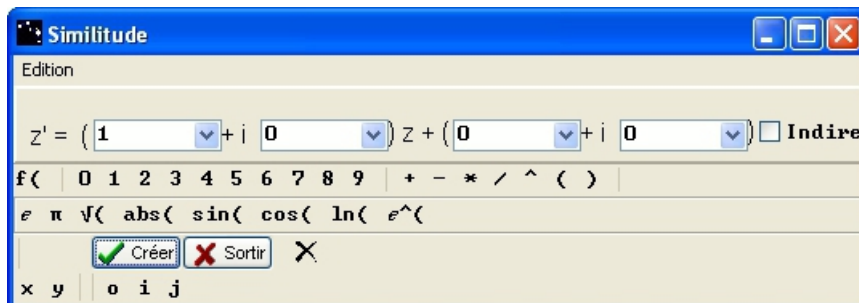 Similitude
Edition
z' = ( 1 + i 0 ) z + ( 0 + i 0 ) Indire
f( 0 1 2 3 4 5 6 7 8 9 + - * / ^ ( )
e π √( abs( sin( cos( ln( e^(
Créer Sortir
x y o i j